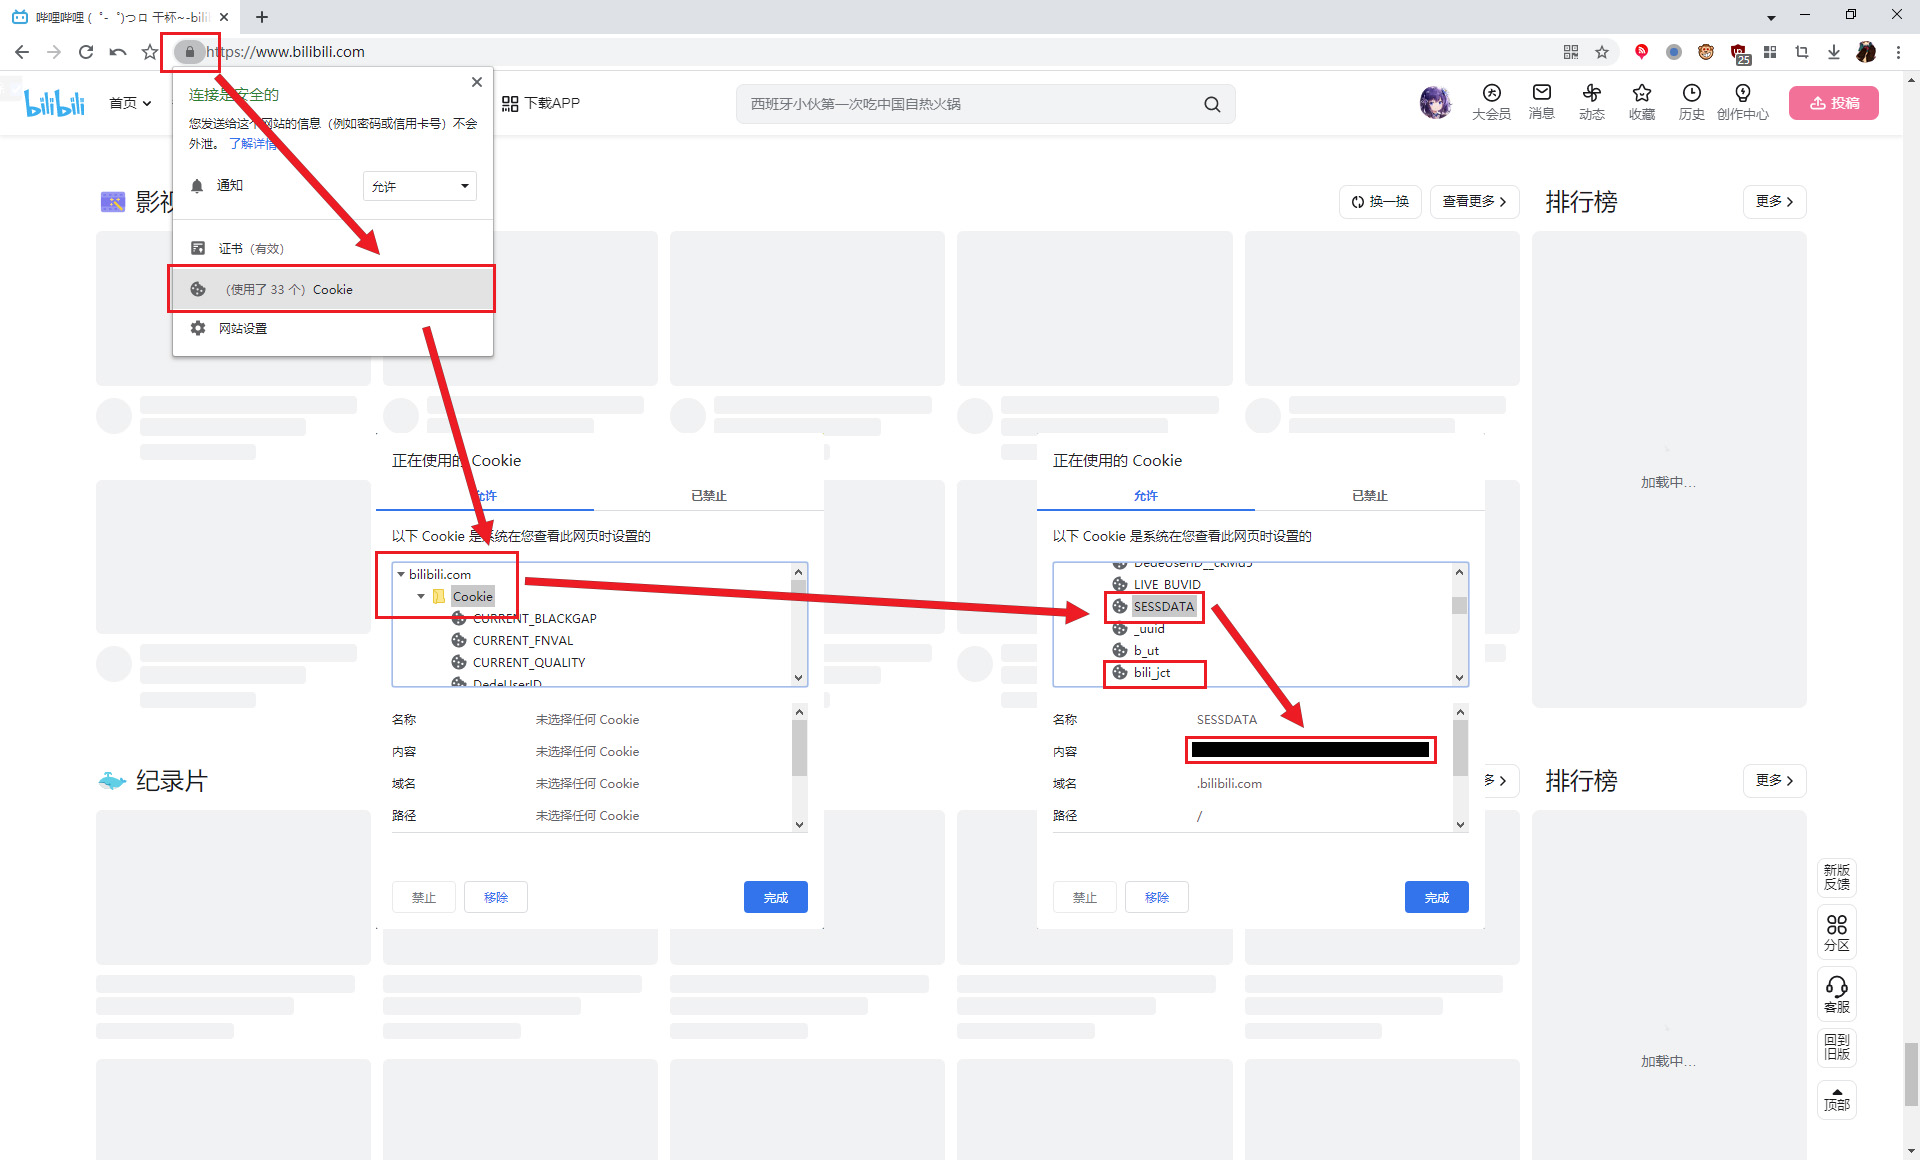 哔哩哔哩 ( ゜- ゜)つロ 干杯~-bili
https://www.bilibili.com
25
bilibili
首页
下载APP
西班牙小伙第一次吃中国自热火锅
大会员
消息
动态
收藏
历史
创作中心
投稿
连接是安全的
您发送给这个网站的信息（例如密码或信用卡号）不会
外泄。 了解详情
通知
允许
证书（有效）
（使用了 33 个）Cookie
网站设置
影视
换一换
查看更多
排行榜
更多
加载中...
正在使用的 Cookie
允许
已禁止
以下 Cookie 是系统在您查看此网页时设置的
bilibili.com
Cookie
CURRENT_BLACKGAP
CURRENT_FNVAL
CURRENT_QUALITY
DedeUserID
名称 未选择任何 Cookie
内容 未选择任何 Cookie
域名 未选择任何 Cookie
路径 未选择任何 Cookie
禁止
移除
完成
正在使用的 Cookie
允许
已禁止
以下 Cookie 是系统在您查看此网页时设置的
DedeUserID__ckMd5
LIVE_BUVID
SESSDATA
_uuid
b_ut
bili_jct
名称 SESSDATA
内容
域名 .bilibili.com
路径 /
禁止
移除
完成
纪录片
多
排行榜
更多
加载中...
新版
反馈
分区
客服
回到
旧版
顶部